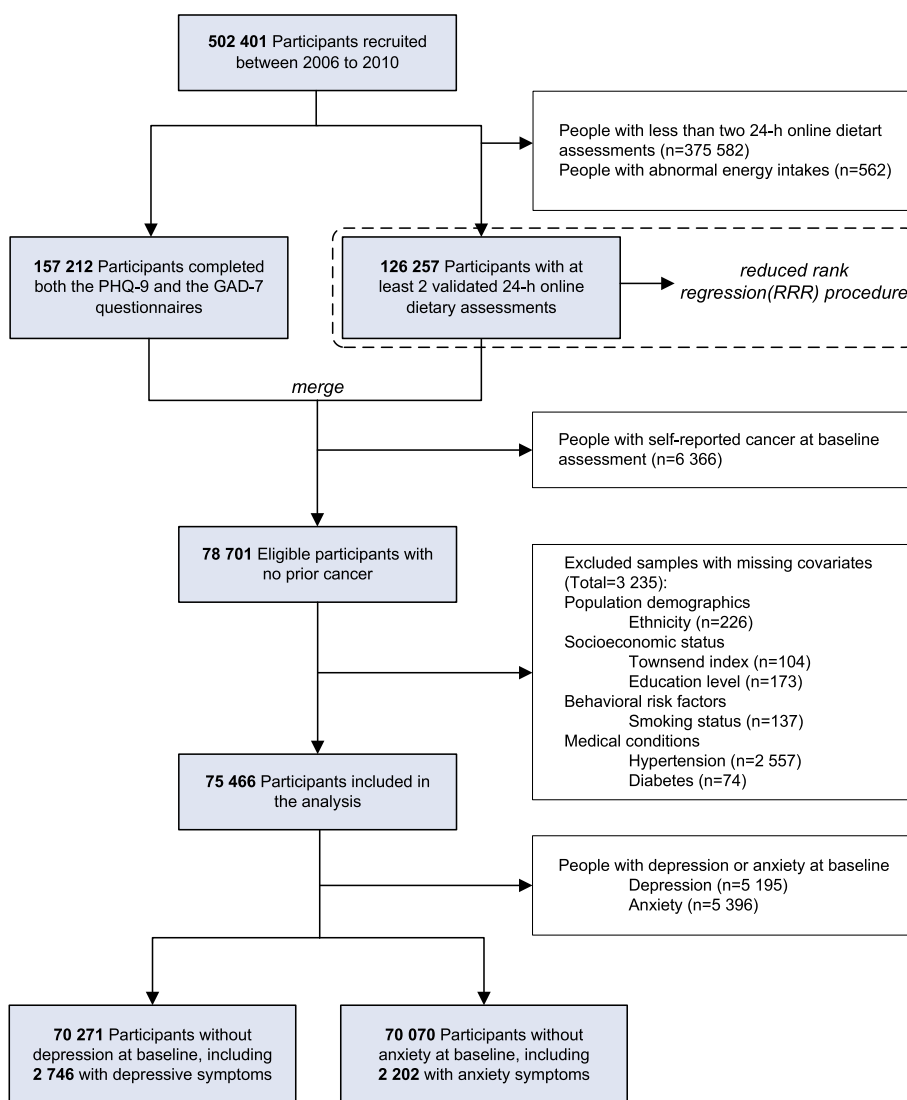 502 401 Participants recruited
between 2006 to 2010
People with less than two 24-h online dietart
assessments (n=375 582)
People with abnormal energy intakes (n=562)
157 212 Participants completed
both the PHQ-9 and the GAD-7
questionnaires
126 257 Participants with at
least 2 validated 24-h online
dietary assessments
reduced rank
regression(RRR) procedure
merge
People with self-reported cancer at baseline
assessment (n=6 366)
78 701 Eligible participants with
no prior cancer
Excluded samples with missing covariates
(Total=3 235):
Population demographics
Ethnicity (n=226)
Socioeconomic status
Townsend index (n=104)
Education level (n=173)
Behavioral risk factors
Smoking status (n=137)
Medical conditions
Hypertension (n=2 557)
Diabetes (n=74)
75 466 Participants included in
the analysis
People with depression or anxiety at baseline
Depression (n=5 195)
Anxiety (n=5 396)
70 271 Participants without
depression at baseline, including
2 746 with depressive symptoms
70 070 Participants without
anxiety at baseline, including
2 202 with anxiety symptoms